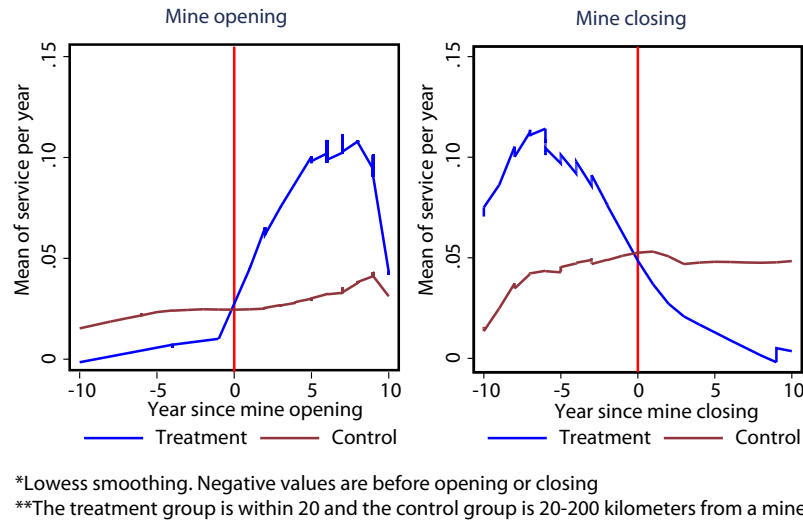 Mine opening
Mean of service per year
.15
.10
.05
0
-10 -5 0 5 10
Year since mine opening
Treatment Control
Mine closing
Mean of service per year
.15
.10
.05
0
-10 -5 0 5 10
Year since mine closing
Treatment Control
*Lowess smoothing. Negative values are before opening or closing
**The treatment group is within 20 and the control group is 20-200 kilometers from a mine